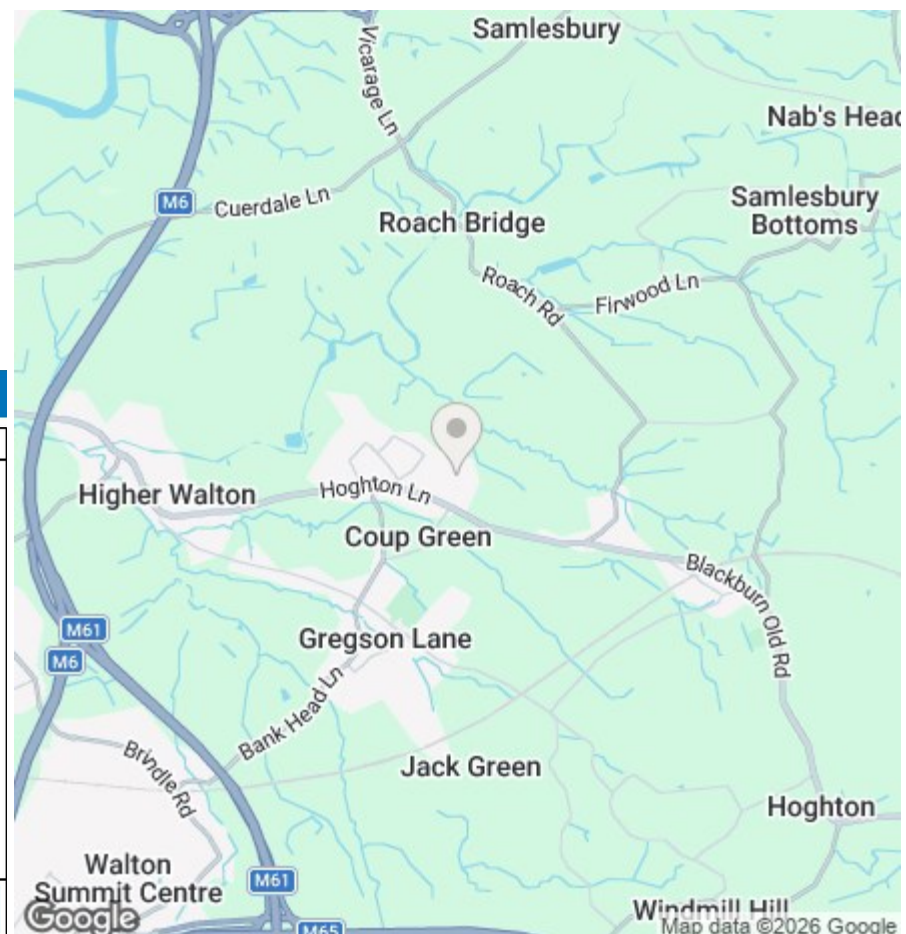 Samlesbury
Vicarage Ln
Nab's Head
M6
Cuerdale Ln
Samlesbury
Bottoms
Roach Bridge
Roach Rd
Firwood Ln
Higher Walton
Hoghton Ln
Coup Green
Blackburn Old Rd
M61
M6
Gregson Lane
Bank Head Ln
Brindle Rd
Jack Green
Hoghton
Walton
Summit Centre
M61
M65
Windmill Hill
Google
Map data ©2026 Google